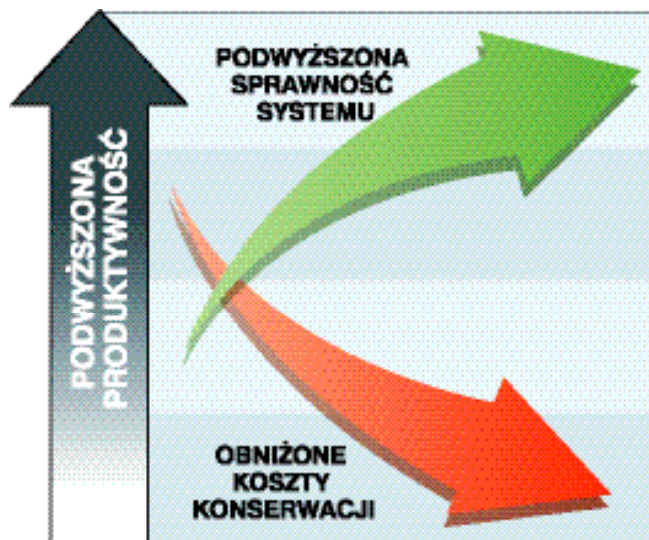 PODWYŻSZONA
SPRAWNOŚĆ
SYSTEMU
PODWYŻSZONA
PRODUKTYWNOŚĆ
OBNIŻONE
KOSZTY
KONSERWACJI